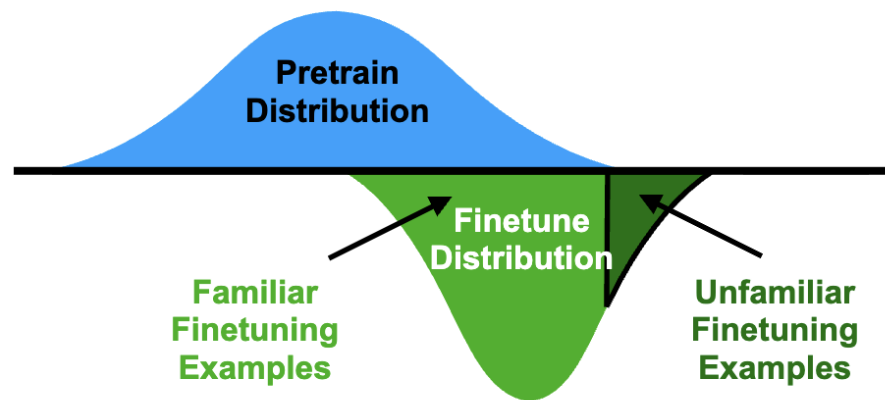 Pretrain
Distribution
Finetune
Distribution
Familiar
Finetuning
Examples
Unfamiliar
Finetuning
Examples